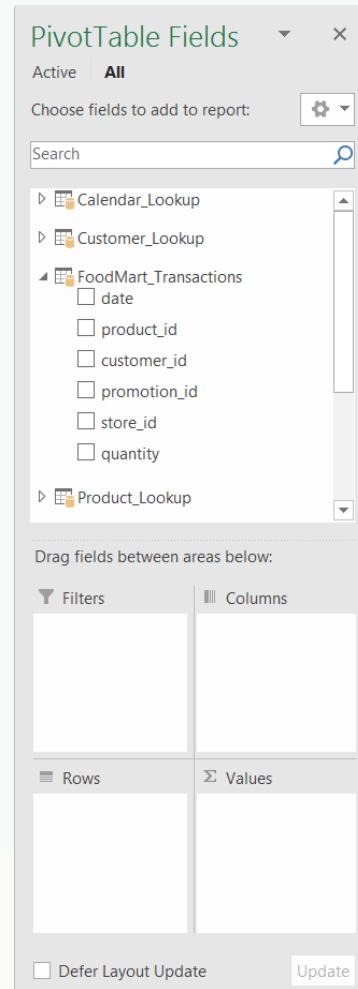 PivotTable Fields
Active All
Choose fields to add to report:
Search
Calendar_Lookup
Customer_Lookup
FoodMart_Transactions
date
product_id
customer_id
promotion_id
store_id
quantity
Product_Lookup
Drag fields between areas below:
Filters
Columns
Rows
Σ Values
Defer Layout Update
Update